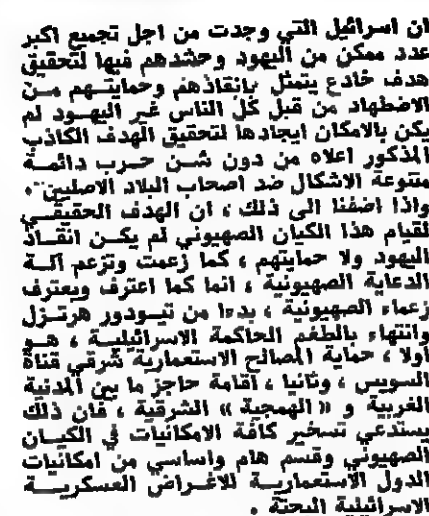 ان اسرائيل التي وجدت من اجل تجميع اكبر
عدد ممكن من اليهود وحشدهم فيها لتحقيق
هدف خادع يتمثل بانقاذهم وحمايتهم من
الاضطهاد من قبل كل الناس غير اليهود لم
يكن بالامكان ايجادها لتحقيق الهدف الكاذب
المذكور اعلاه من دون شن حرب دائمة
متنوعة الاشكال ضد اصحاب البلاد الاصليين .
واذا اضفنا الى ذلك ، ان الهدف الحقيقي
لقيام هذا الكيان الصهيوني لم يكن انقاذ
اليهود ولا حمايتهم ، كما زعمت وتزعم آلة
الدعاية الصهيونية ، انما كما اعترف ويعترف
زعماء الصهيونية ، بدءا من تيودور هرتزل
وانتهاء بالطغم الحاكمة الاسرائيلية ، هو
اولا ، حماية المصالح الاستعمارية شرقي قناة
السويس ، وثانيا ، اقامة حاجز ما بين المدنية
الغربية و « الهمجية » الشرقية ، فان ذلك
يستدعي تسخير كافة الامكانيات في الكيان
الصهيوني وقسم هام واساسي من امكانيات
الدول الاستعمارية للاغراض العسكرية
الاسرائيلية البحتة .